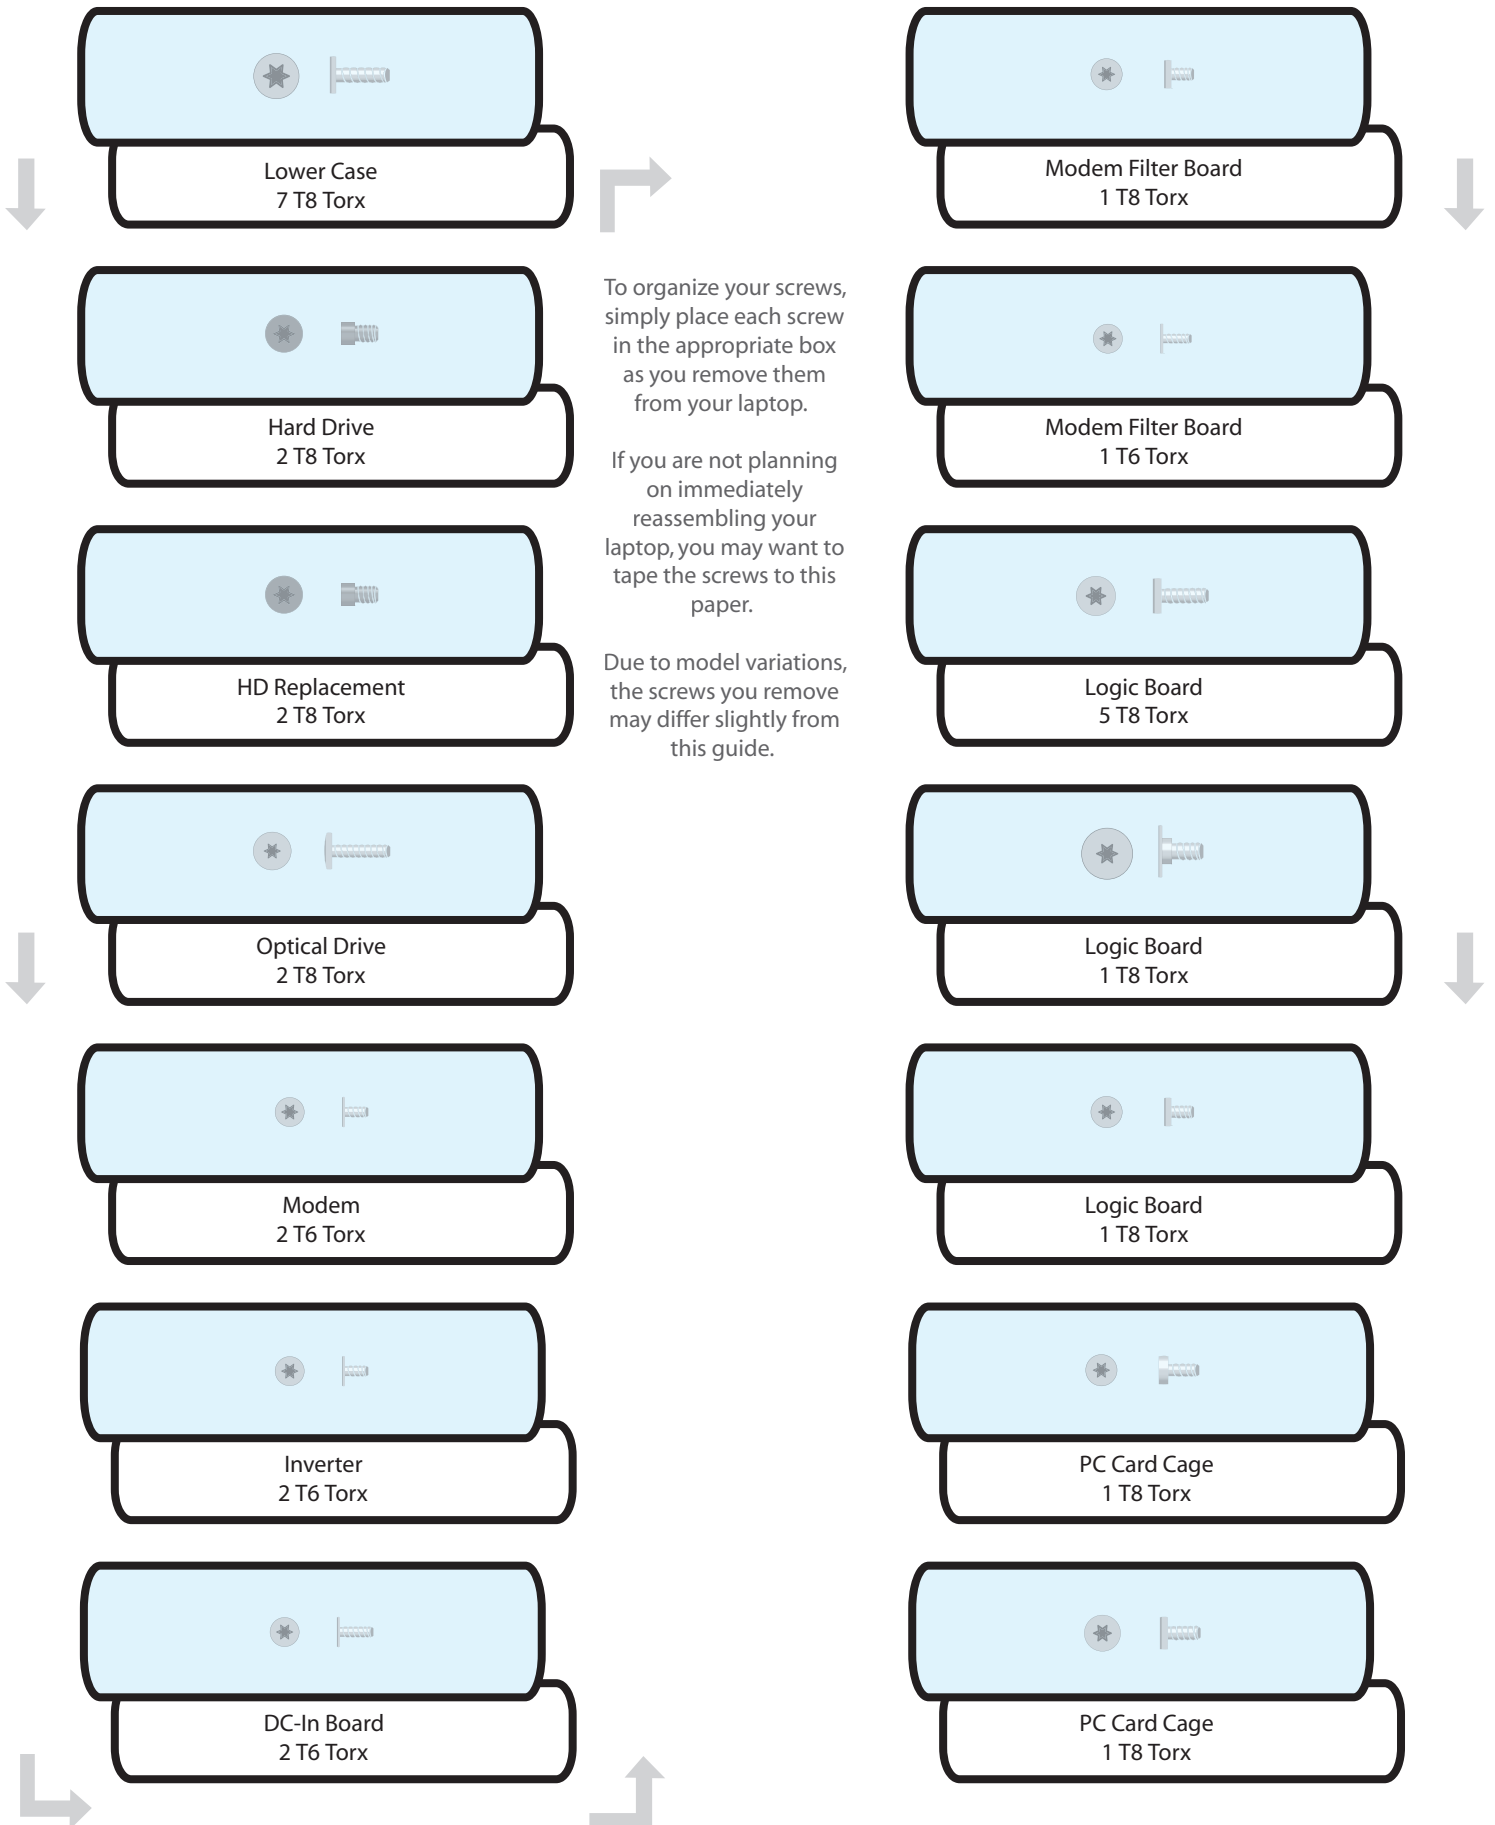 Lower Case
7 T8 Torx
Hard Drive
2 T8 Torx
HD Replacement
2 T8 Torx
Optical Drive
2 T8 Torx
Modem
2 T6 Torx
Inverter
2 T6 Torx
DC-In Board
2 T6 Torx
To organize your screws,
simply place each screw
in the appropriate box
as you remove them
from your laptop.
If you are not planning
on immediately
reassembling your
laptop, you may want to
tape the screws to this
paper.
Due to model variations,
the screws you remove
may differ slightly from
this guide.
Modem Filter Board
1 T8 Torx
Modem Filter Board
1 T6 Torx
Logic Board
5 T8 Torx
Logic Board
1 T8 Torx
Logic Board
1 T8 Torx
PC Card Cage
1 T8 Torx
PC Card Cage
1 T8 Torx